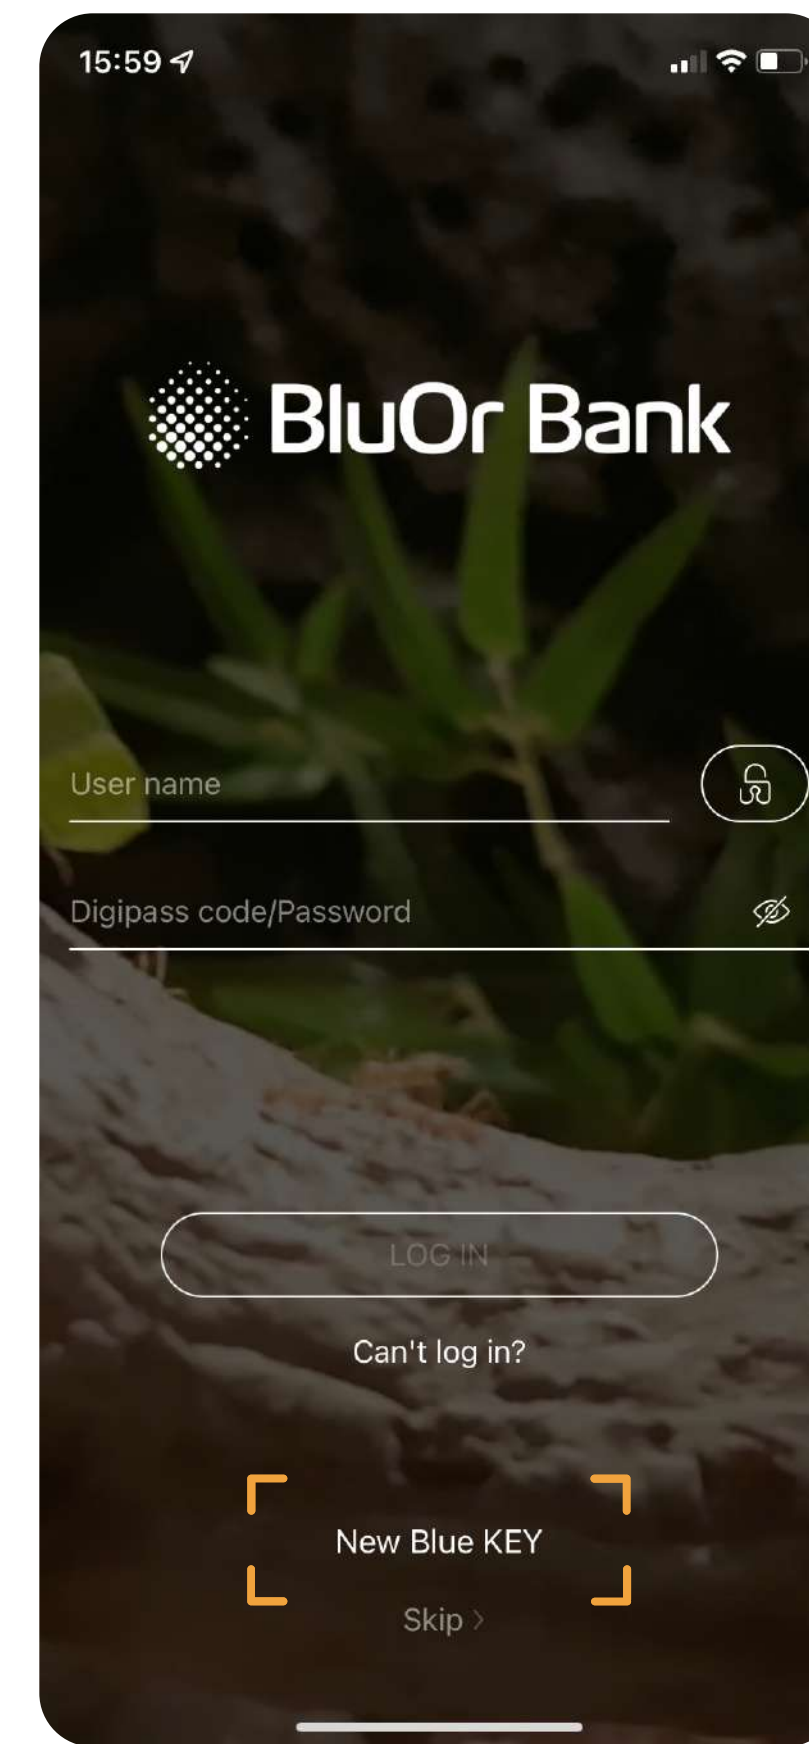 15:59
BluOr Bank
User name
Digipass code/Password
LOG IN
Can't log in?
New Blue KEY
Skip